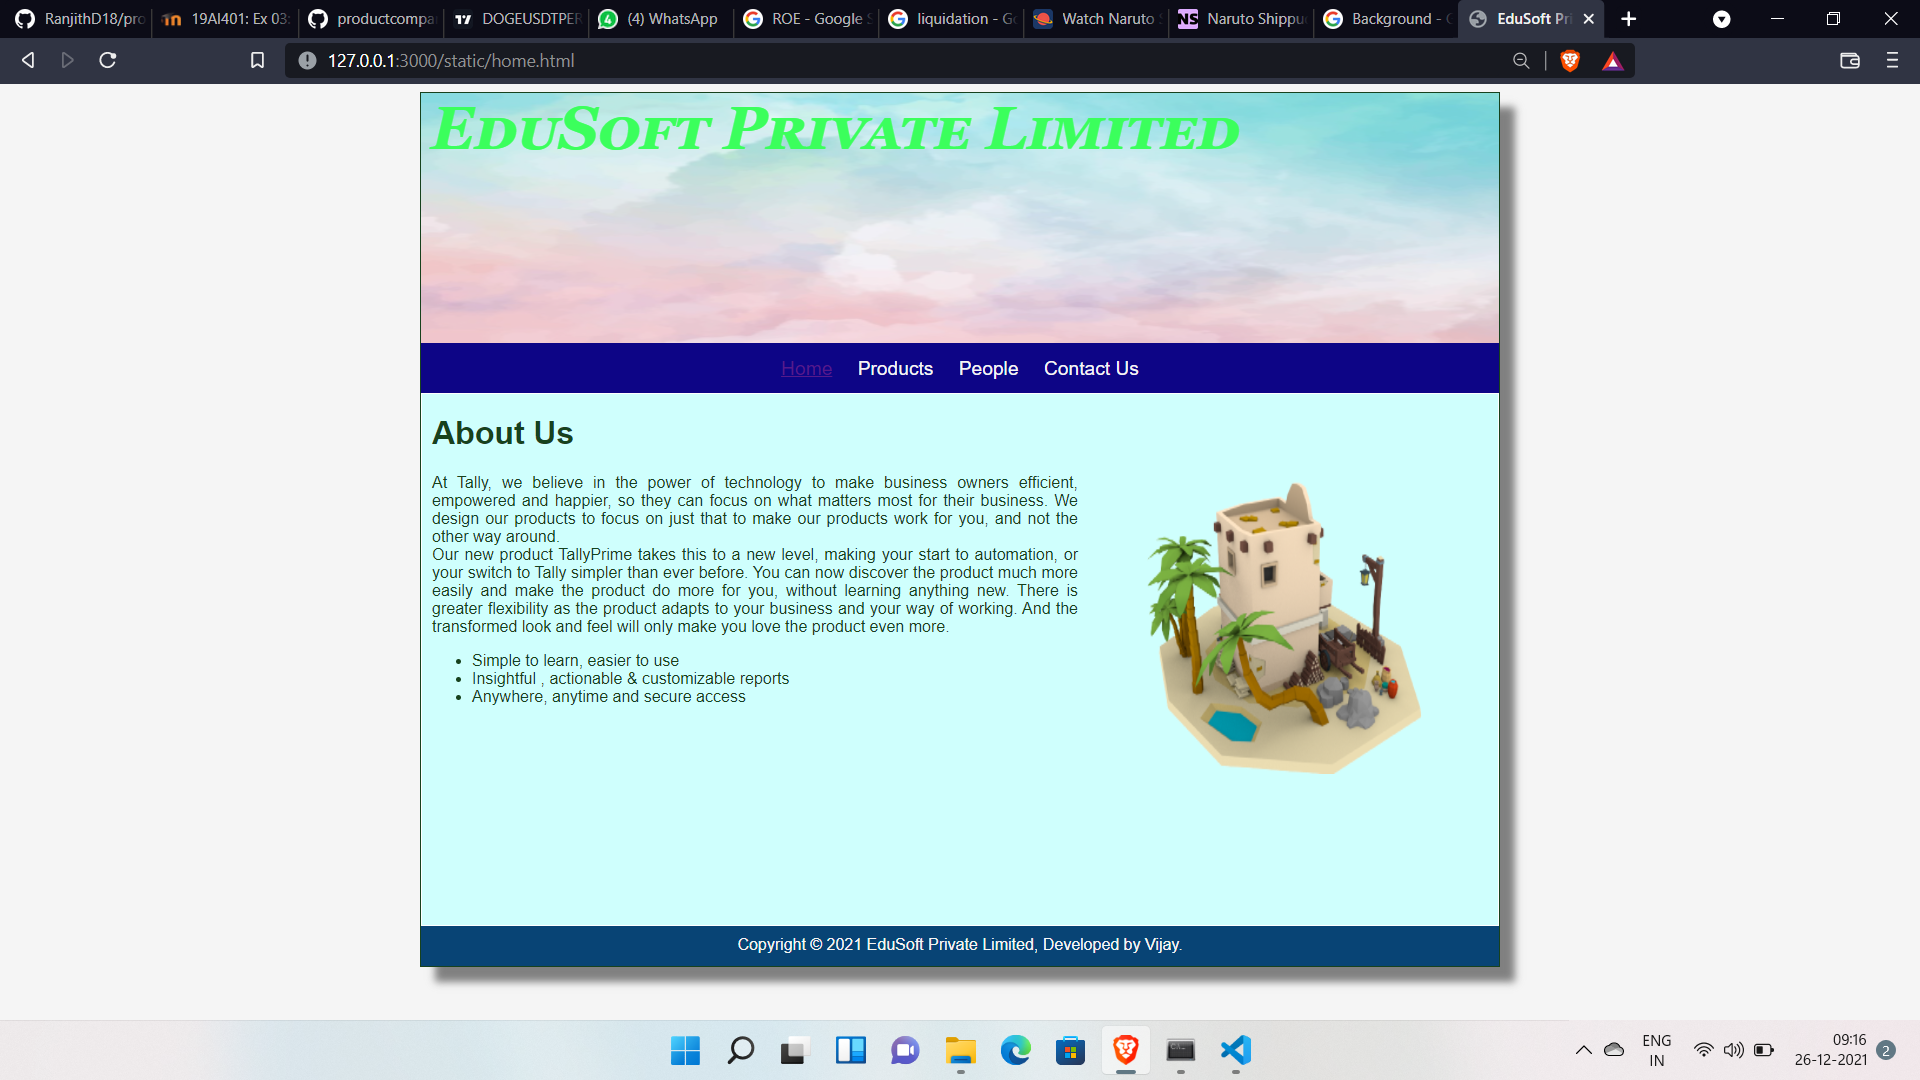 RanjithD18/pro
19AI401: Ex 03:
productcompa
DOGEUSDTPER
(4) WhatsApp
ROE - Google S
liquidation - Go
Watch Naruto S
Naruto Shippu
Background - G
EduSoft Pri
127.0.0.1:3000/static/home.html
EduSoft Private Limited
Home Products People Contact Us
About Us
At Tally, we believe in the power of technology to make business owners efficient,
empowered and happier, so they can focus on what matters most for their business. We
design our products to focus on just that to make our products work for you, and not the
other way around.
Our new product TallyPrime takes this to a new level, making your start to automation, or
your switch to Tally simpler than ever before. You can now discover the product much more
easily and make the product do more for you, without learning anything new. There is
greater flexibility as the product adapts to your business and your way of working. And the
transformed look and feel will only make you love the product even more.
• Simple to learn, easier to use
• Insightful , actionable & customizable reports
• Anywhere, anytime and secure access
Copyright © 2021 EduSoft Private Limited, Developed by Vijay.
ENG
IN
09:16
26-12-2021
2